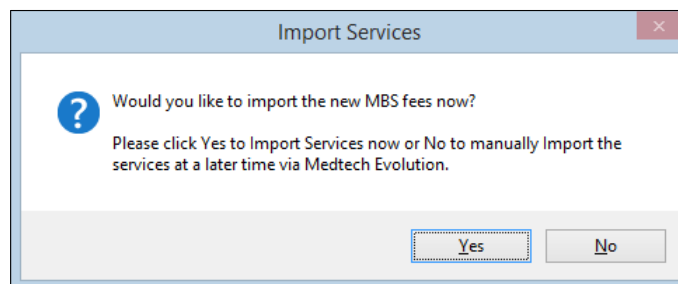 Import Services
Would you like to import the new MBS fees now?
Please click Yes to Import Services now or No to manually Import the
services at a later time via Medtech Evolution.
Yes
No